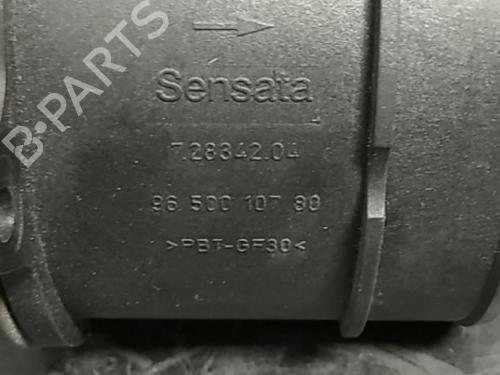 B-PARTS
Sensata
7.28342.04
96 500 107 80
>PBT-GF30<